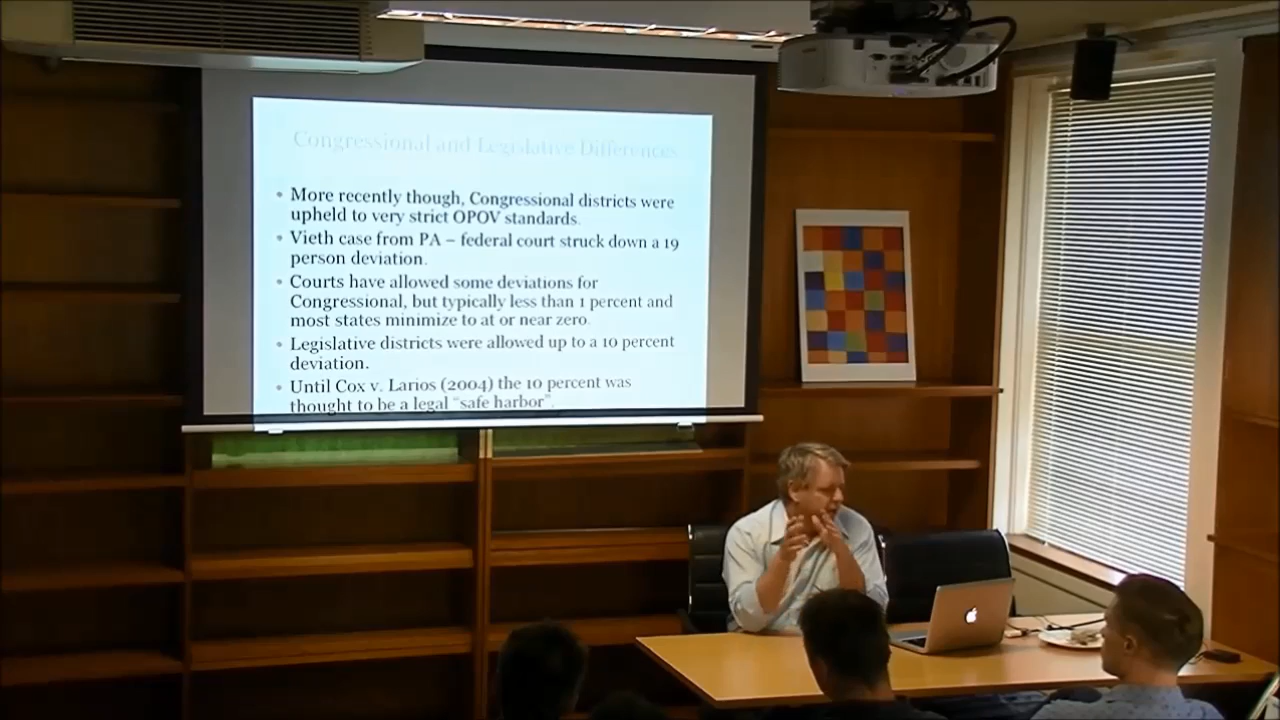 Congressional and Legislative Differences
• More recently though, Congressional districts were
upheld to very strict OPOV standards.
• Vieth case from PA – federal court struck down a 19
person deviation.
• Courts have allowed some deviations for
Congressional, but typically less than 1 percent and
most states minimize to at or near zero.
• Legislative districts were allowed up to a 10 percent
deviation.
• Until Cox v. Larios (2004) the 10 percent was
thought to be a legal “safe harbor”.